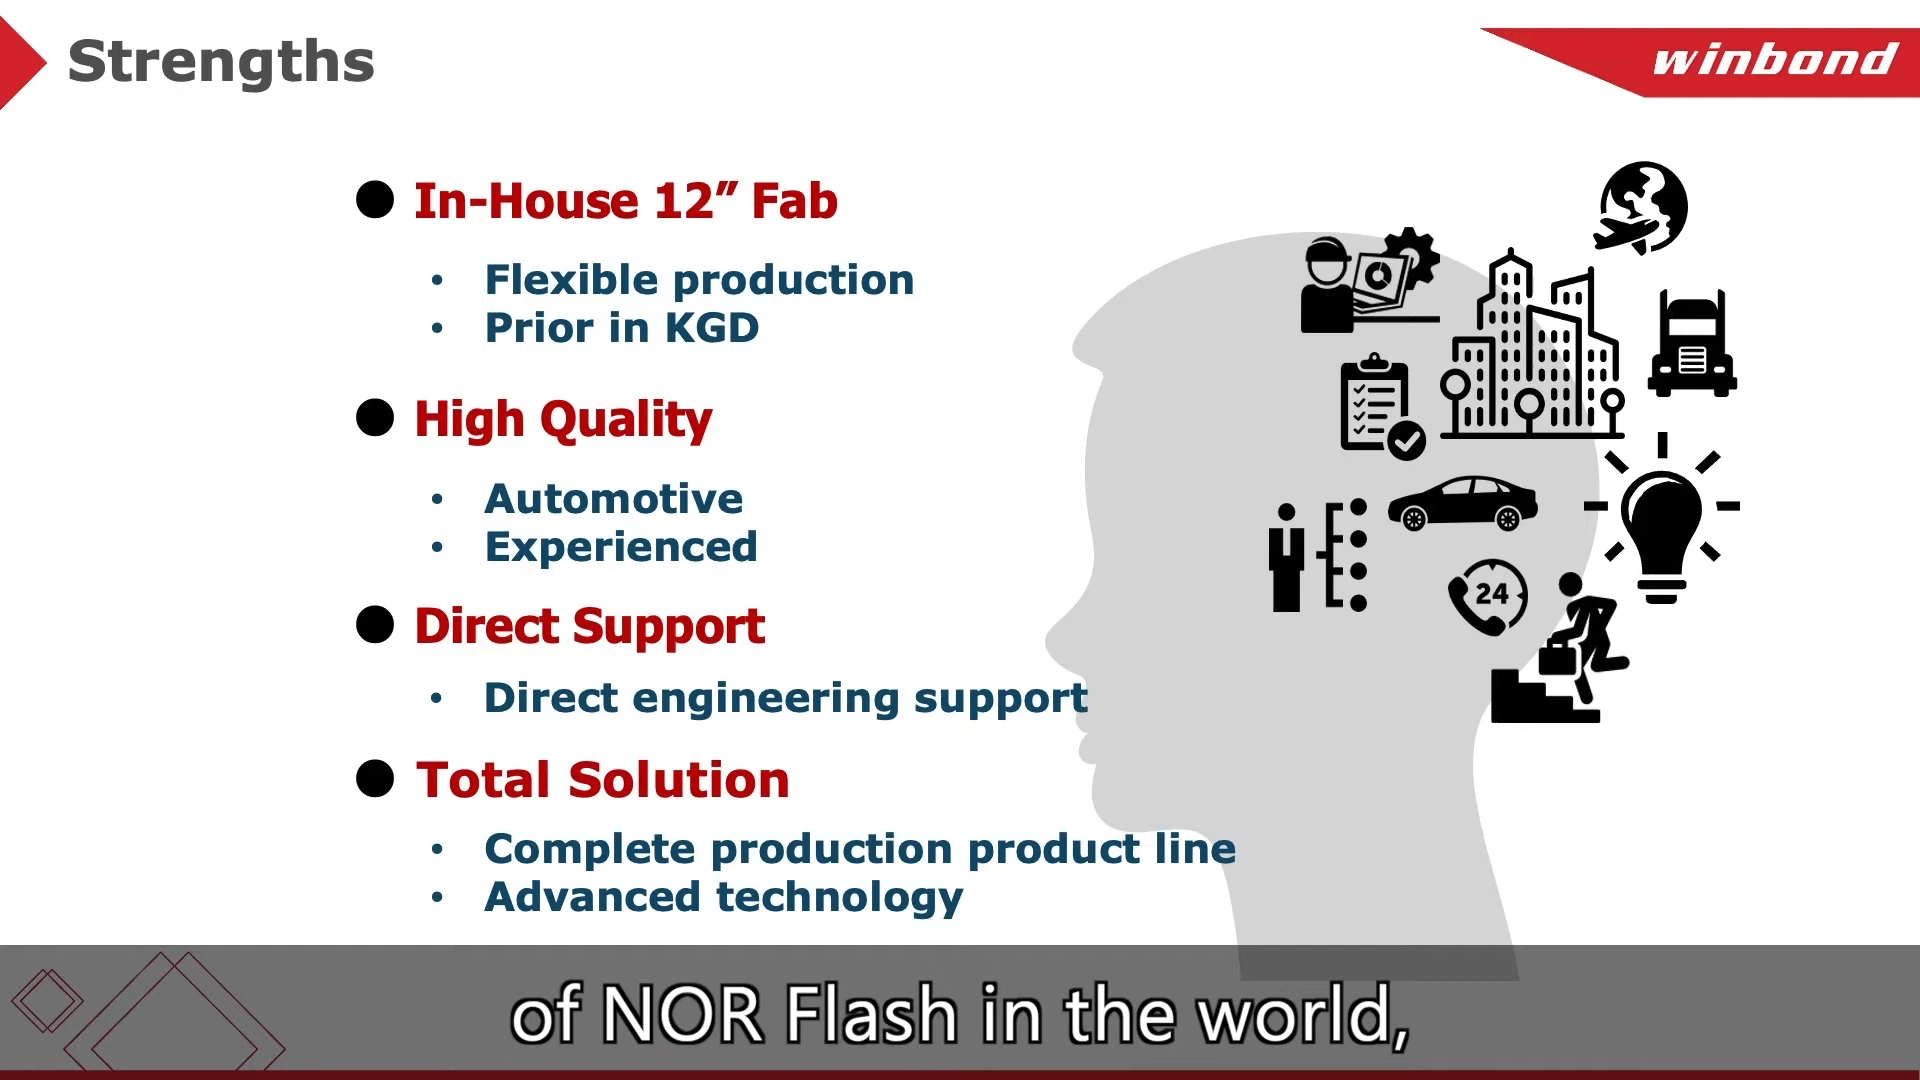 Strengths
winbond
● In-House 12” Fab
• Flexible production
• Prior in KGD
● High Quality
• Automotive
• Experienced
● Direct Support
• Direct engineering support
● Total Solution
• Complete production product line
• Advanced technology
24
of NOR Flash in the world,